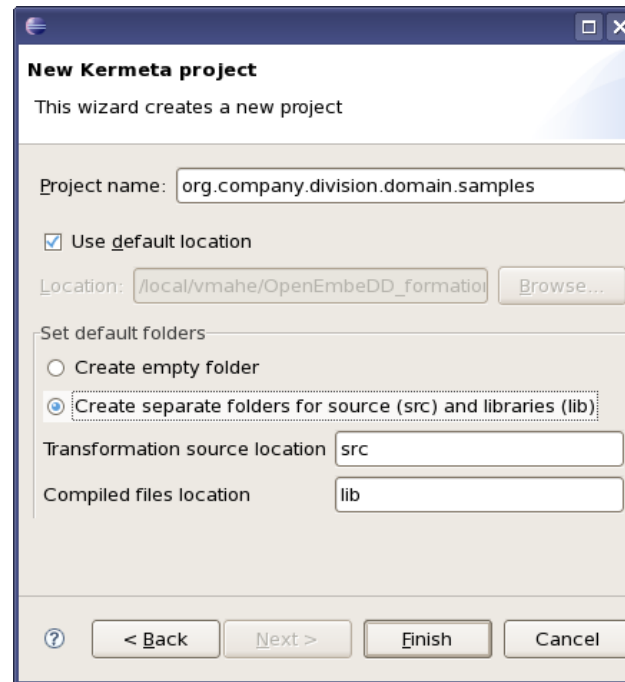 New Kermeta project
This wizard creates a new project
Project name: org.company.division.domain.samples
Use default location
Location: /local/vmahe/OpenEmbeDD_formation Browse...
Set default folders
Create empty folder
Create separate folders for source (src) and libraries (lib)
Transformation source location src
Compiled files location lib
? < Back Next > Finish Cancel